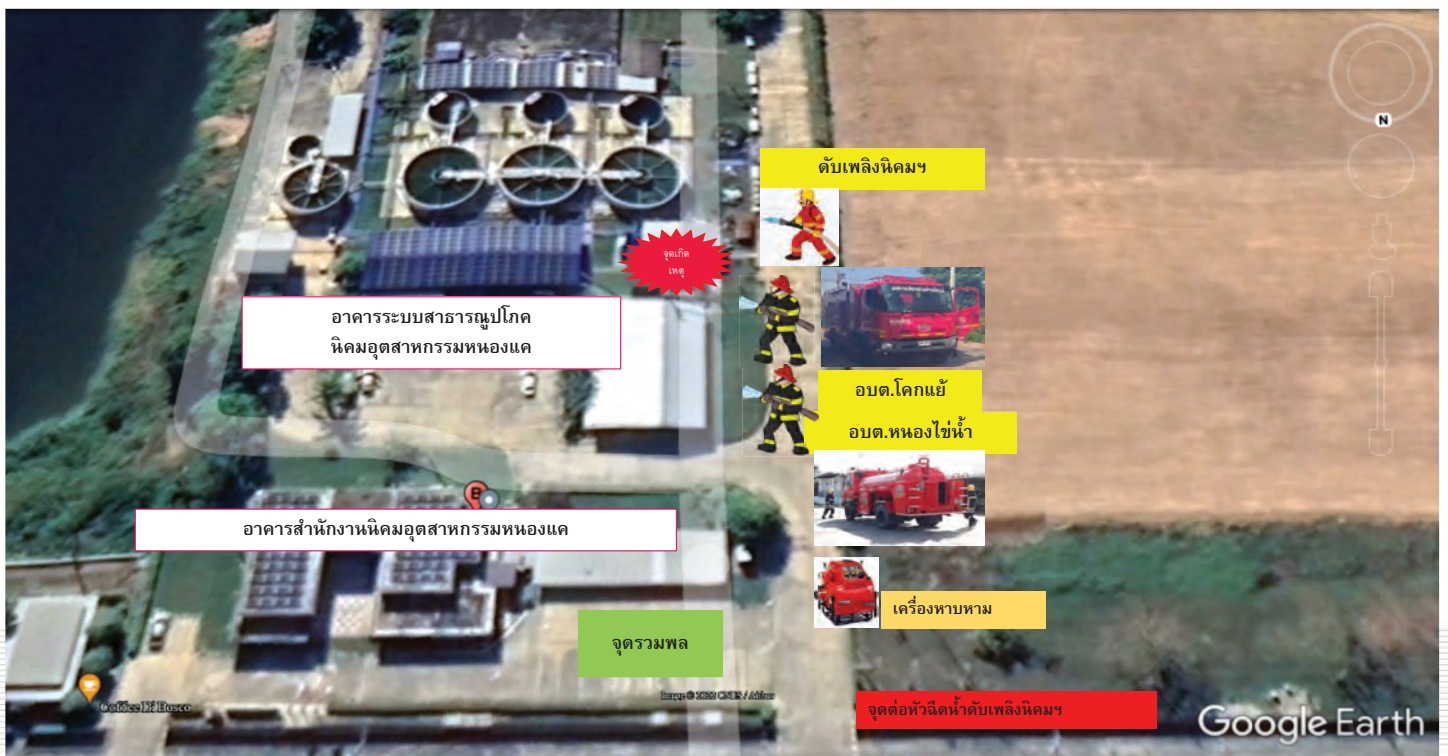 N
ดับเพลิงนิคมฯ
จุดเกิด
เหตุ
อาคารระบบสาธารณูปโภค
นิคมอุตสาหกรรมหนองแค
อบต.โคกแย้
อบต.หนองไข่น้ำ
B
อาคารสำนักงานนิคมอุตสาหกรรมหนองแค
เครื่องหาบหาม
จุดรวมพล
Image © 2022 CNES / Airbus
Coffee Di Bosco
จุดต่อหัวฉีดน้ำดับเพลิงนิคมฯ
Google Earth